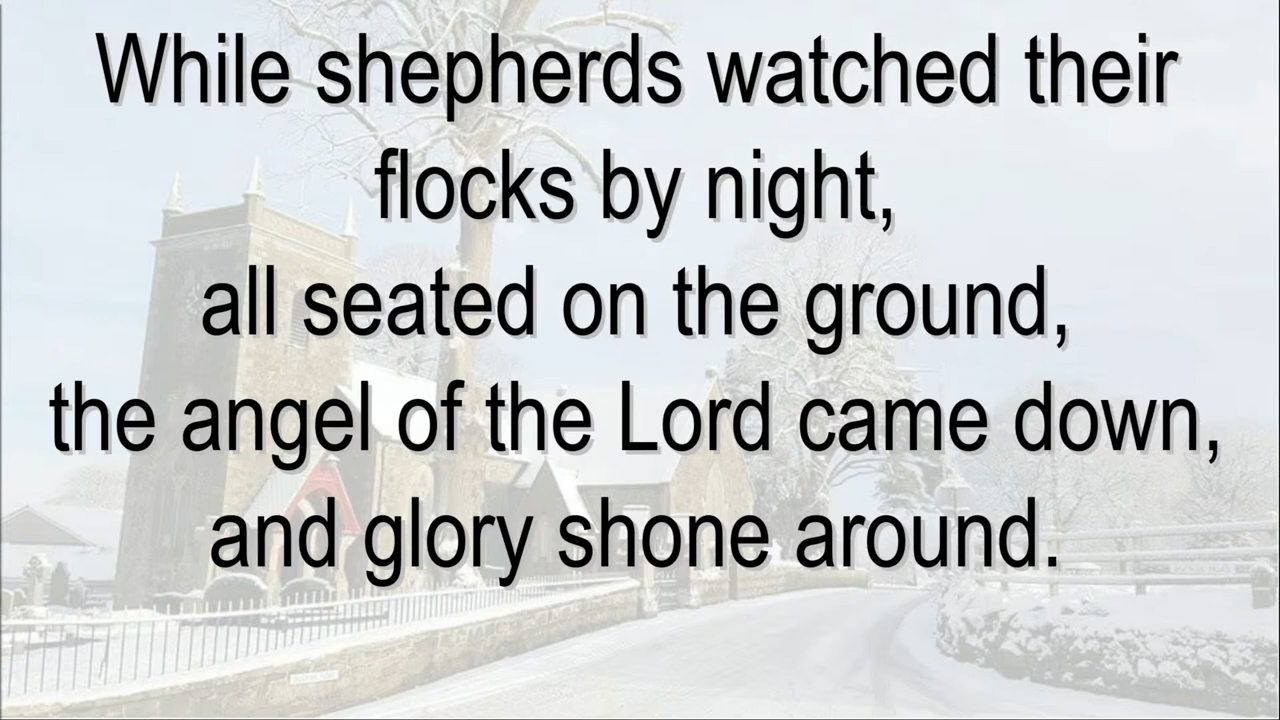 While shepherds watched their
flocks by night,
all seated on the ground,
the angel of the Lord came down,
and glory shone around.